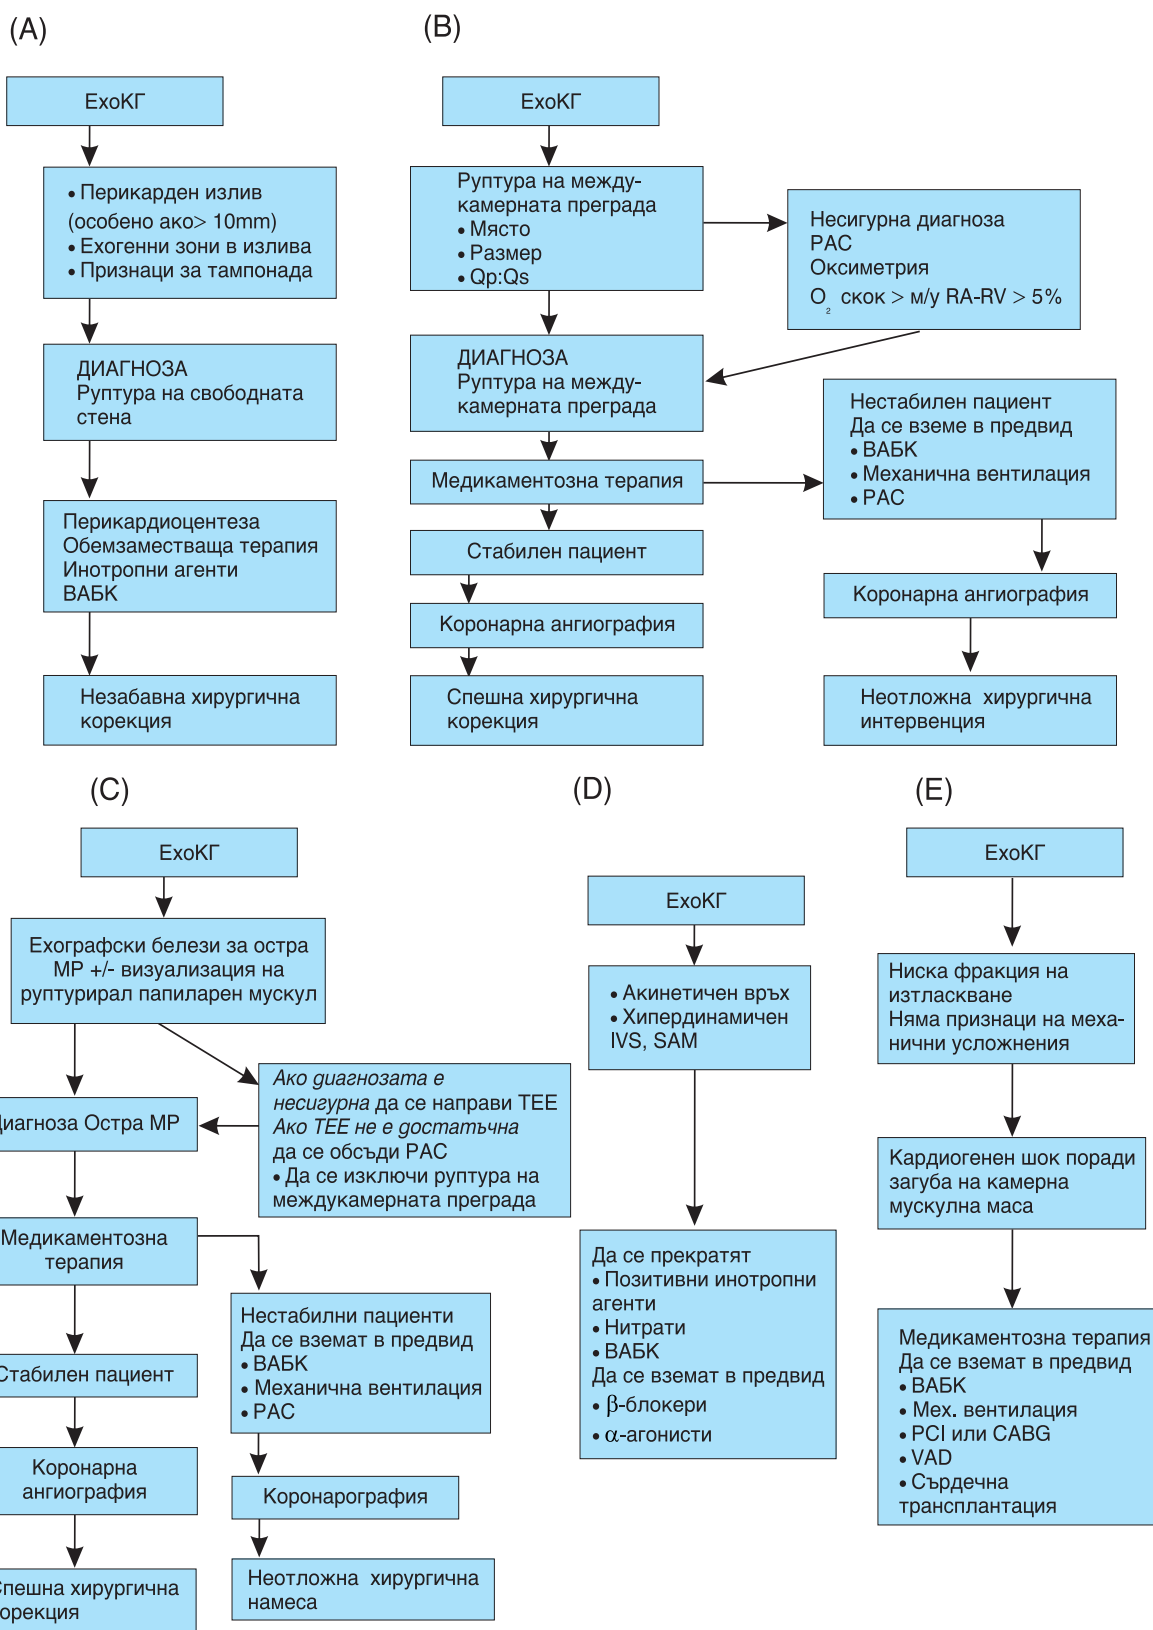 (A)
ЕхоКГ
• Перикарден излив
(особено ако> 10mm)
• Ехогенни зони в излива
• Признаци за тампонада
ДИАГНОЗА
Руптура на свободната
стена
Перикардиоцентеза
Обемзаместваща терапия
Инотропни агенти
ВАБК
Незабавна хирургична
корекция
(B)
ЕхоКГ
Руптура на между-
камерната преграда
• Място
• Размер
• Qp:Qs
Несигурна диагноза
РАС
Оксиметрия
O₂ скок > м/у RA-RV > 5%
ДИАГНОЗА
Руптура на между-
камерната преграда
Медикаментозна терапия
Стабилен пациент
Коронарна ангиография
Спешна хирургична
корекция
Нестабилен пациент
Да се вземе в предвид
• ВАБК
• Механична вентилация
• РАС
Коронарна ангиография
Неотложна хирургична
интервенция
(C)
ЕхоКГ
Ехографски белези за остра
МР +/- визуализация на
руптурирал папиларен мускул
Ако диагнозата е
несигурна да се направи ТЕЕ
Ако ТЕЕ не е достатъчна
да се обсъди РАС
• Да се изключи руптура на
междукамерната преграда
Диагноза Остра МР
Медикаментозна
терапия
Стабилен пациент
Коронарна
ангиография
Спешна хирургична
корекция
Нестабилни пациенти
Да се вземат в предвид
• ВАБК
• Механична вентилация
• РАС
Коронарография
Неотложна хирургична
намеса
(D)
ЕхоКГ
• Акинетичен връх
• Хипердинамичен
IVS, SAM
Да се прекратят
• Позитивни инотропни
агенти
• Нитрати
• ВАБК
Да се вземат в предвид
• β-блокери
• α-агонисти
(E)
ЕхоКГ
Ниска фракция на
изтласкване
Няма признаци на меха-
нични усложнения
Кардиогенен шок поради
загуба на камерна
мускулна маса
Медикаментозна терапия
Да се вземат в предвид
• ВАБК
• Мех. вентилация
• PCI или CABG
• VAD
• Сърдечна
трансплантация